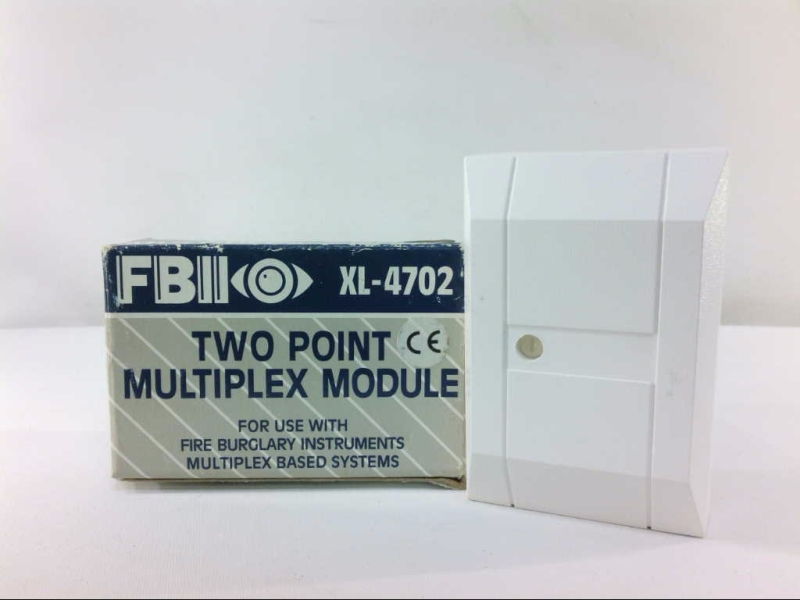 FBII XL-4702
TWO POINT CE
MULTIPLEX MODULE
FOR USE WITH
FIRE BURGLARY INSTRUMENTS
MULTIPLEX BASED SYSTEMS